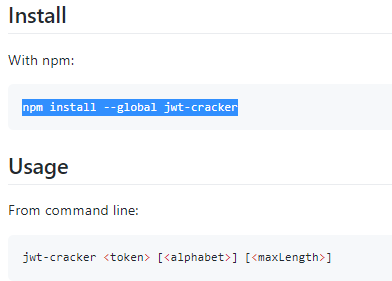 Install
With npm:
npm install --global jwt-cracker
Usage
From command line:
jwt-cracker <token> [<alphabet>] [<maxLength>]